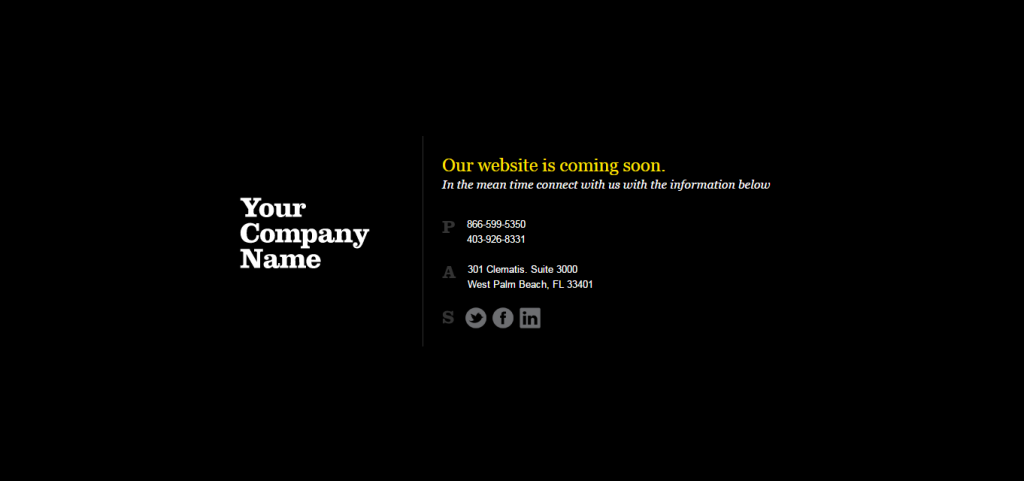 Your
Company
Name
Our website is coming soon.
In the mean time connect with us with the information below
P
866-599-5350
403-926-8331
A
301 Clematis. Suite 3000
West Palm Beach, FL 33401
S